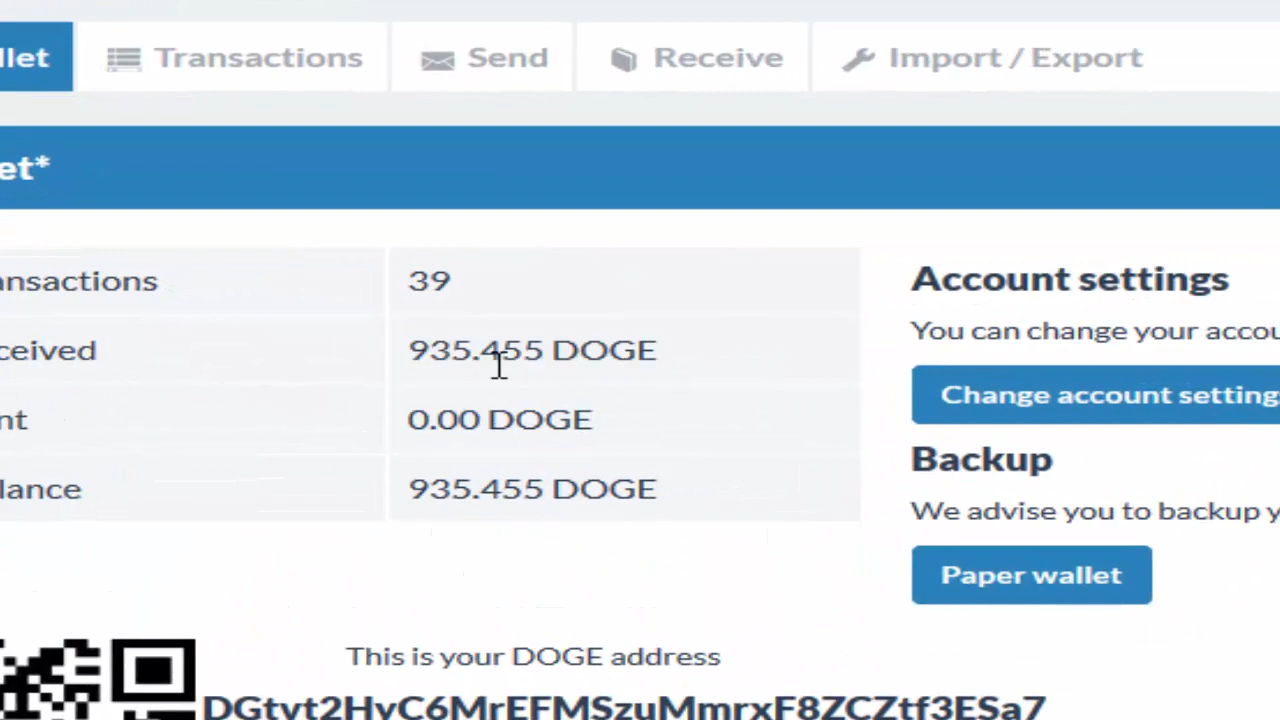 llet Transactions Send Receive Import / Export
et*
ansactions 39
ceived 935.455 DOGE
nt 0.00 DOGE
lance 935.455 DOGE
Account settings
You can change your accou
Change account setting
Backup
We advise you to backup y
Paper wallet
This is your DOGE address
DGtyt2HyC6MrEFMSzuMmrxF8ZCZtf3ESa7